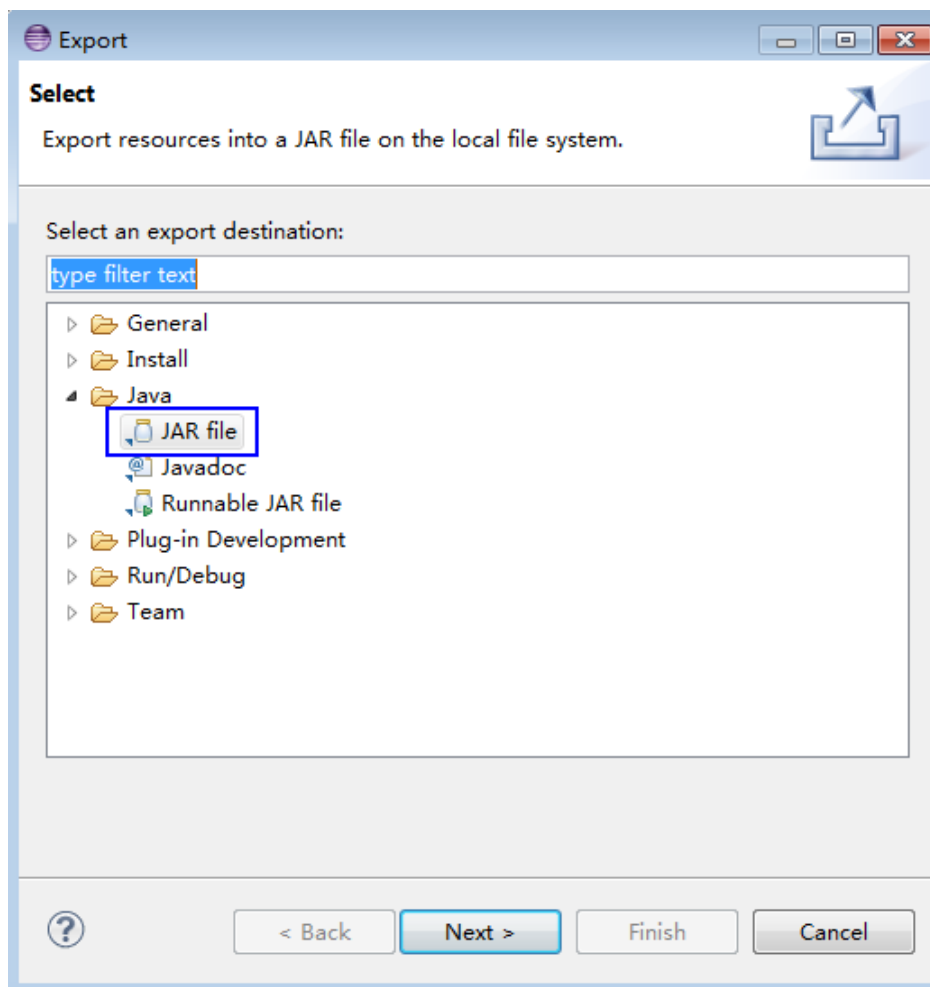 Export
Select
Export resources into a JAR file on the local file system.
Select an export destination:
type filter text
General
Install
Java
JAR file
Javadoc
Runnable JAR file
Plug-in Development
Run/Debug
Team
? < Back Next > Finish Cancel